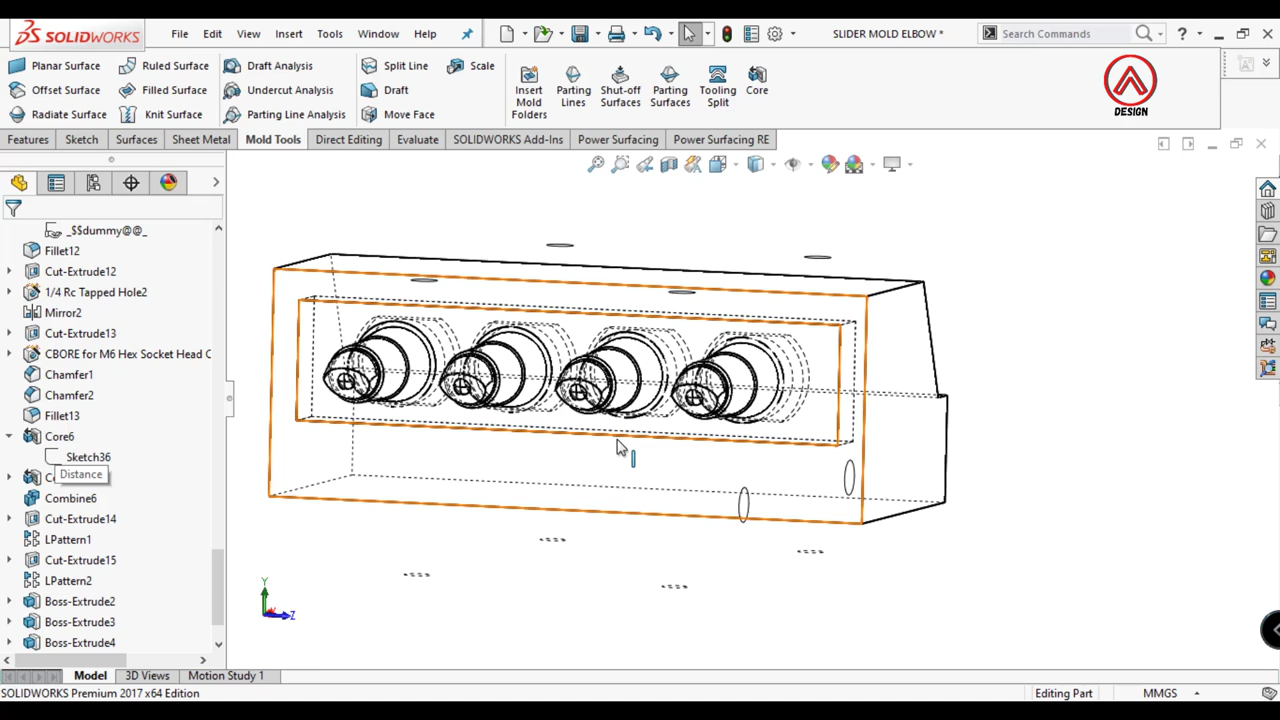 SOLIDWORKS File Edit View Insert Tools Window Help SLIDER MOLD ELBOW * Search Commands
Planar Surface Ruled Surface Draft Analysis Split Line Scale
Offset Surface Filled Surface Undercut Analysis Draft
Radiate Surface Knit Surface Parting Line Analysis Move Face
Insert Mold Folders
Parting Lines
Shut-off Surfaces
Parting Surfaces
Tooling Split
Core
DESIGN
Features Sketch Surfaces Sheet Metal Mold Tools Direct Editing Evaluate SOLIDWORKS Add-Ins Power Surfacing Power Surfacing RE
_$$dummy@@_
Fillet12
Cut-Extrude12
1/4 Rc Tapped Hole2
Mirror2
Cut-Extrude13
CBORE for M6 Hex Socket Head C
Chamfer1
Chamfer2
Fillet13
Core6
Sketch36
Distance
Combine6
Cut-Extrude14
LPattern1
Cut-Extrude15
LPattern2
Boss-Extrude2
Boss-Extrude3
Boss-Extrude4
Y
Z
Model 3D Views Motion Study 1
SOLIDWORKS Premium 2017 x64 Edition Editing Part MMGS